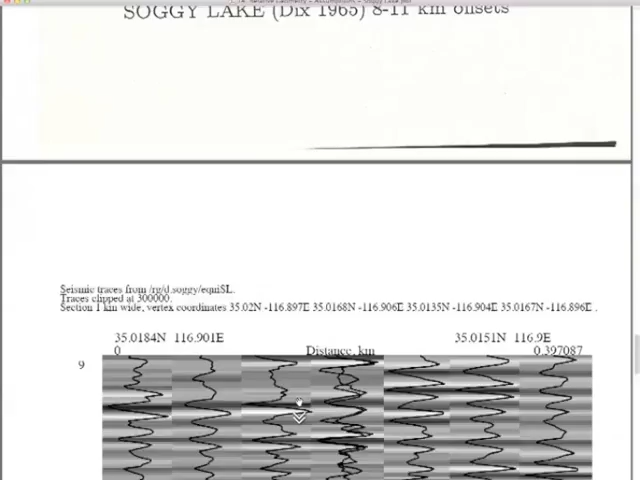 SOGGY LAKE (Dix 1965) 8-11 km offsets
Seismic traces from /rg/d.soggy/equiSL.
Traces clipped at 300000.
Section 1 km wide, vertex coordinates 35.02N -116.897E 35.0168N -116.906E 35.0135N -116.904E 35.0167N -116.896E .
35.0184N 116.901E 35.0151N 116.9E
0 Distance, km 0.397087
9